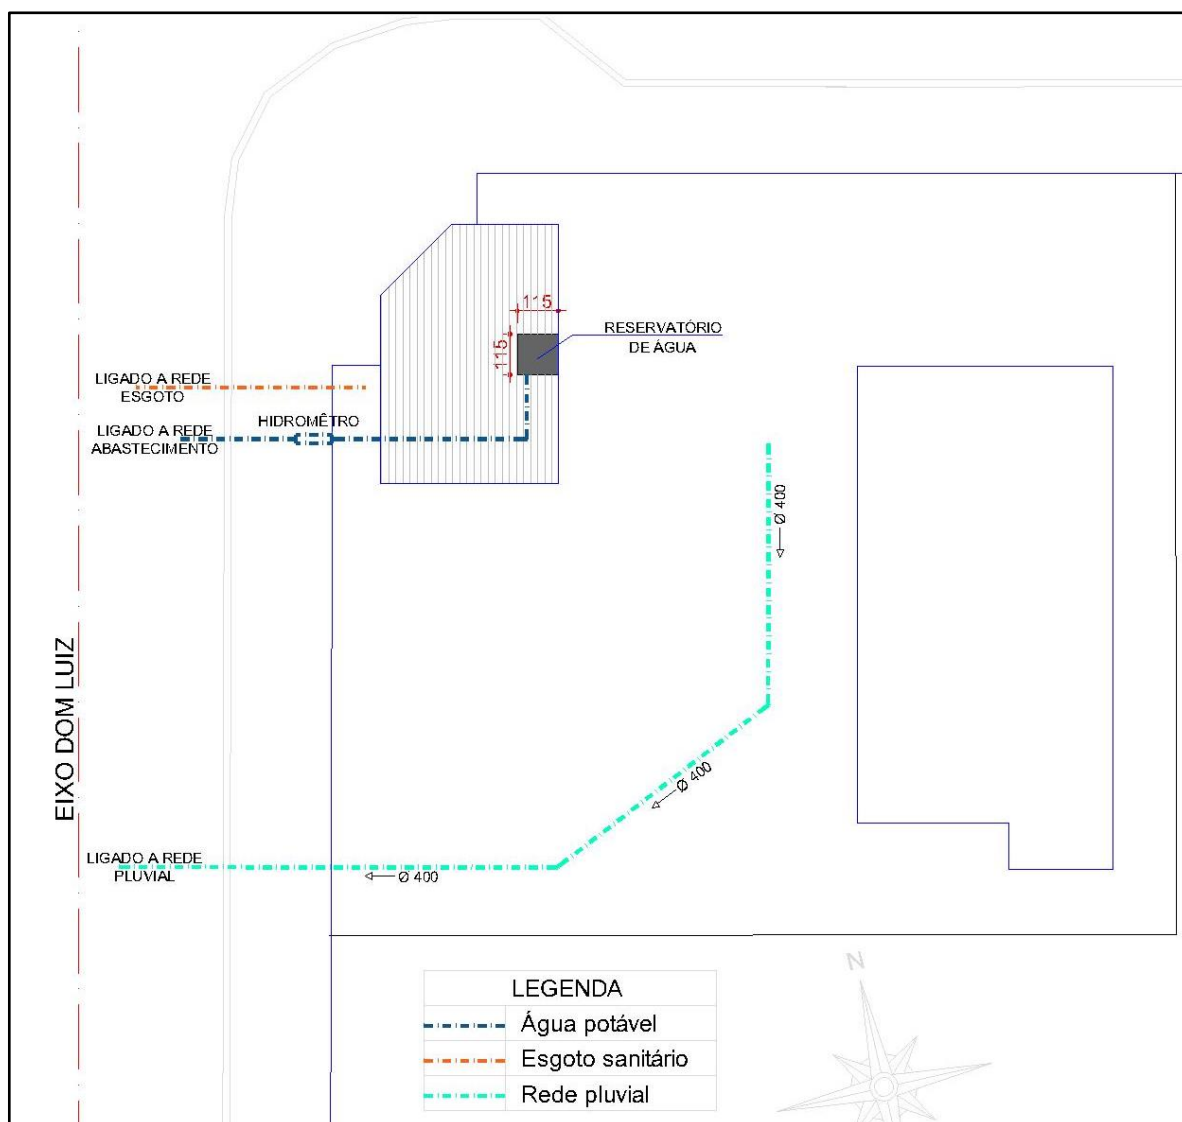 115
RESERVATÓRIO
DE ÁGUA
115
LIGADO A REDE
ESGOTO
HIDROMÊTRO
LIGADO A REDE
ABASTECIMENTO
Ø 400
EIXO DOM LUIZ
Ø 400
LIGADO A REDE
PLUVIAL
Ø 400
N
LEGENDA
Água potável
Esgoto sanitário
Rede pluvial